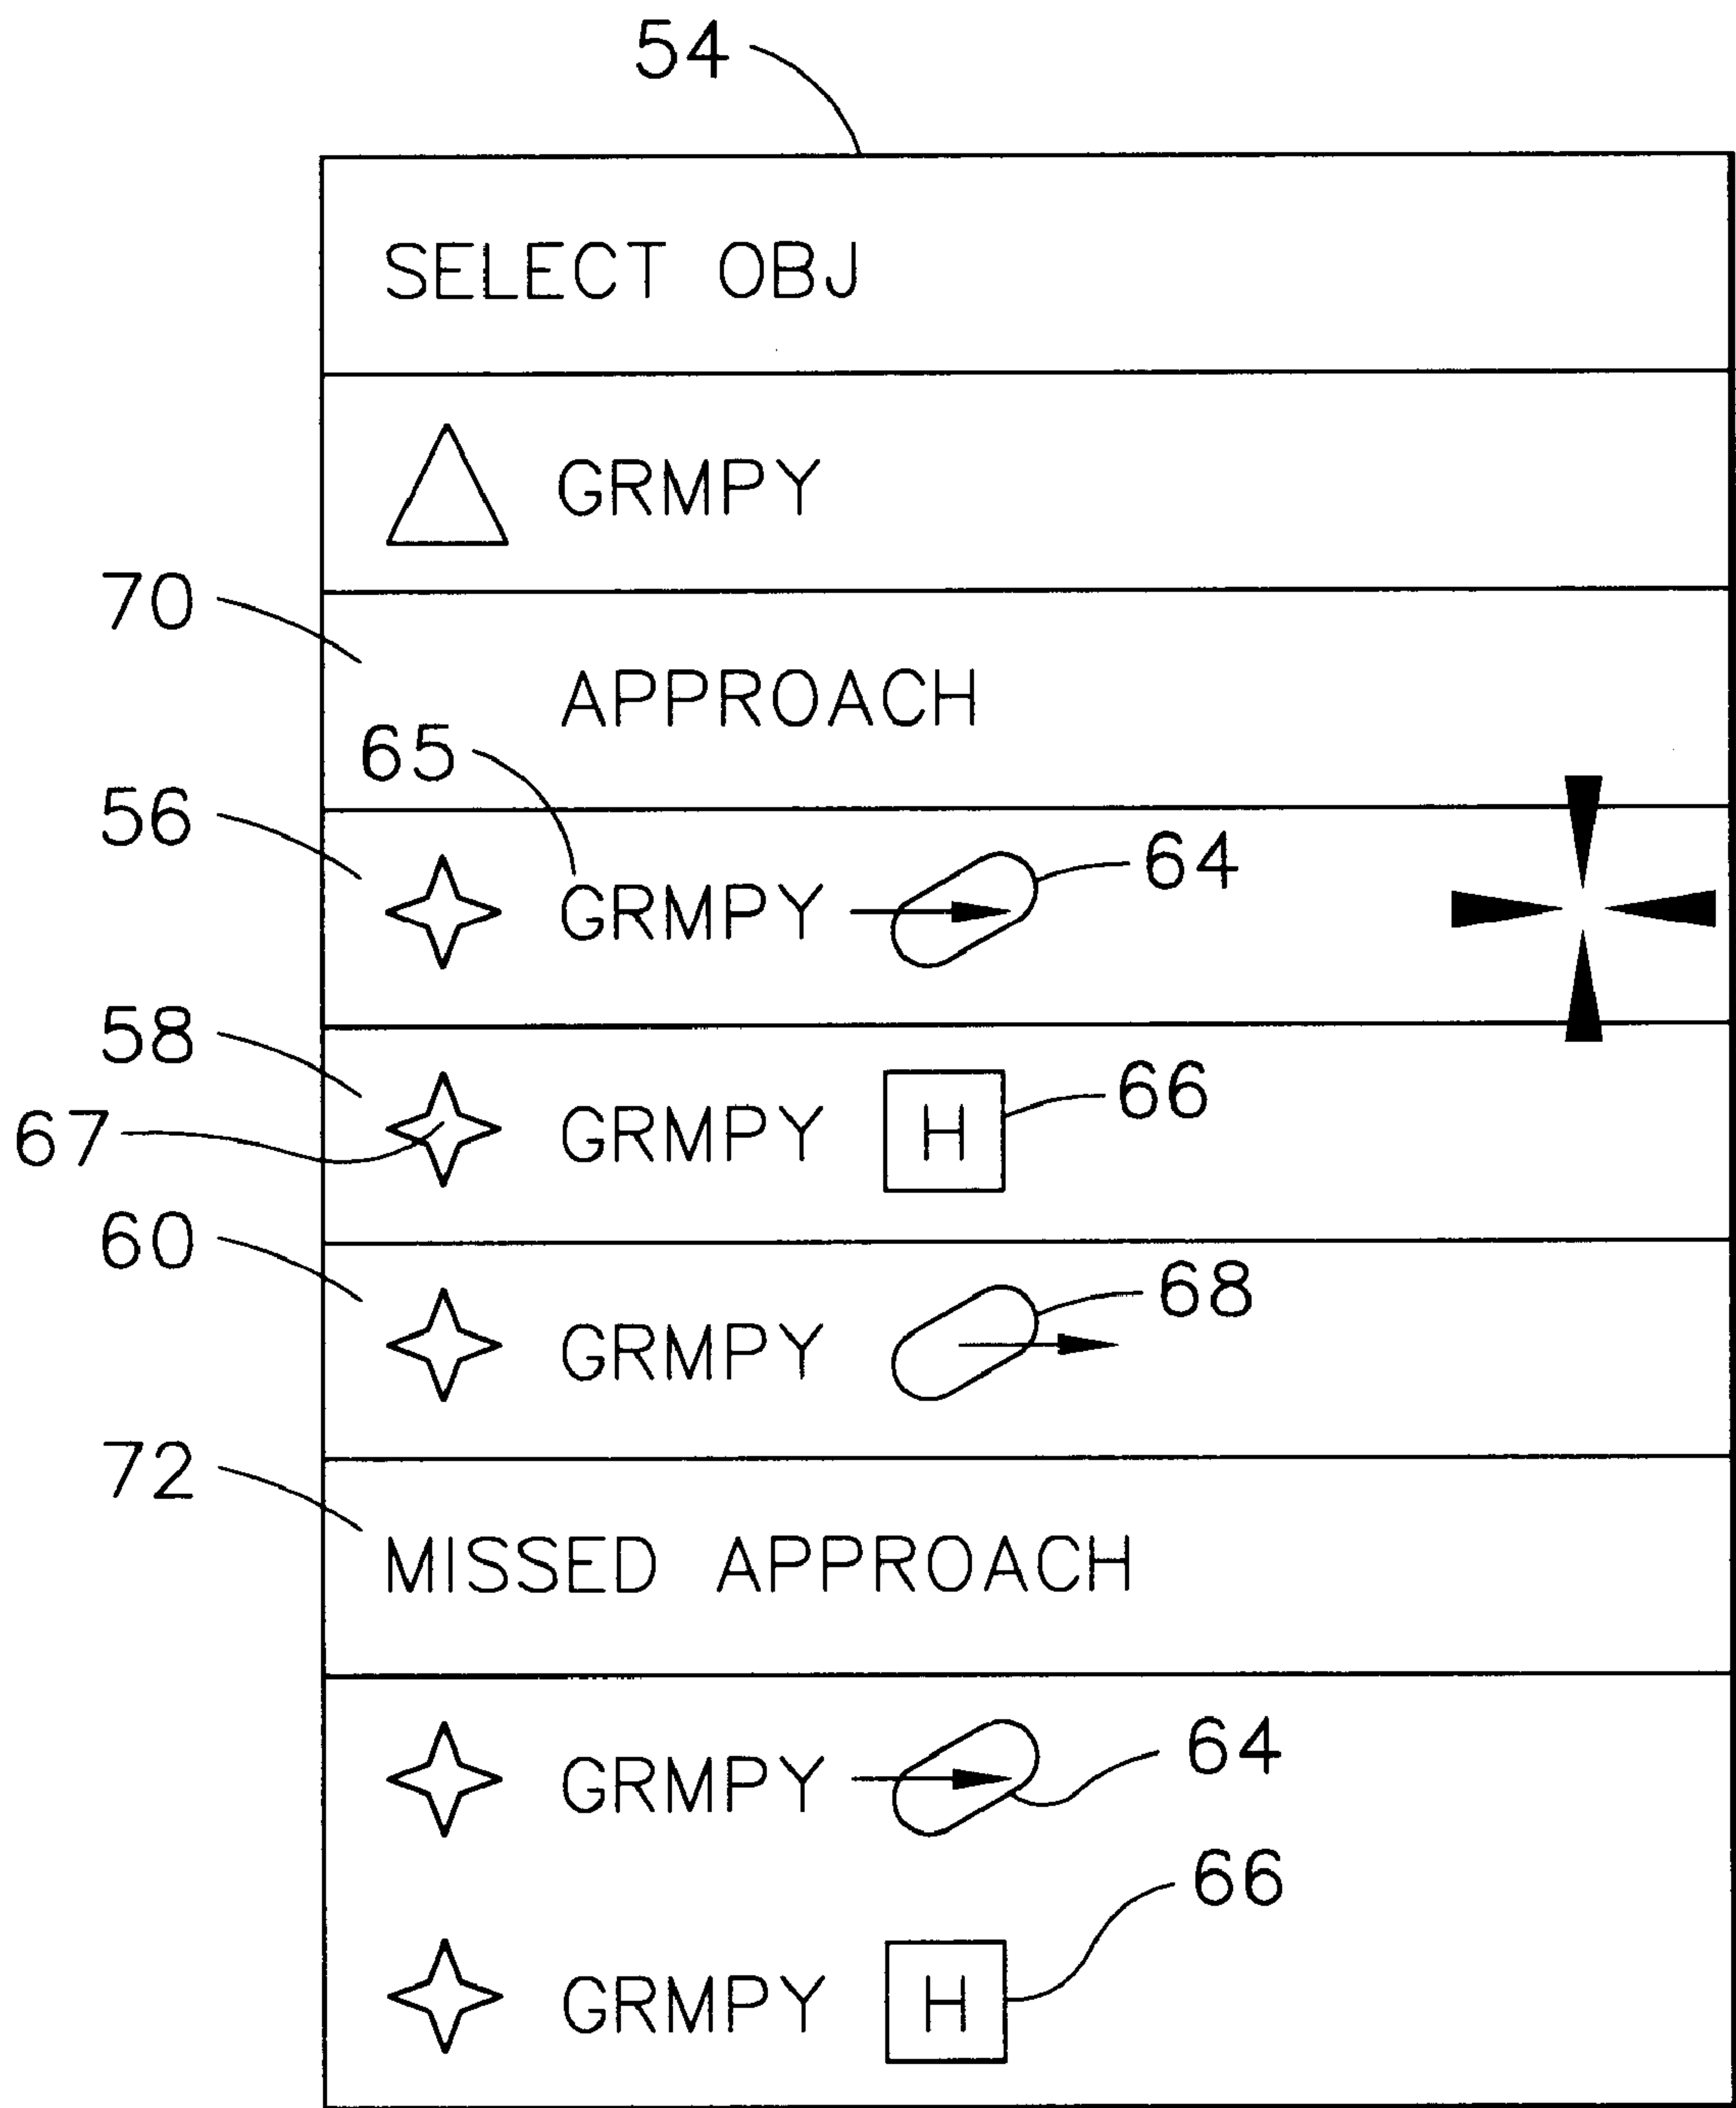 54
SELECT OBJ
GRMPY
70
APPROACH
65
56
GRMPY
64
58
67
GRMPY
H
66
60
GRMPY
68
72
MISSED APPROACH
GRMPY
64
GRMPY
H
66